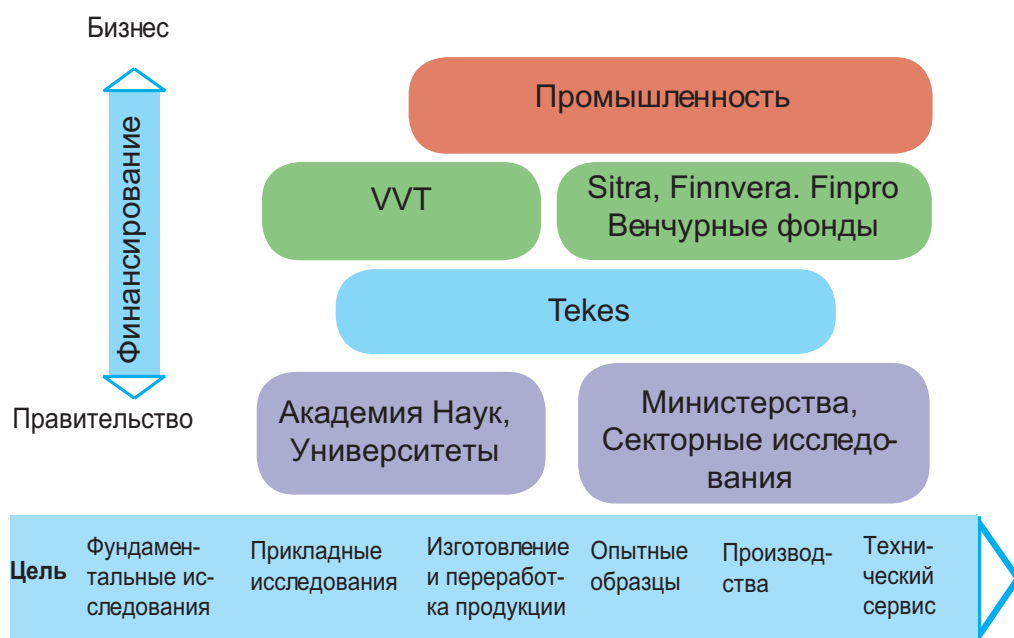 Бизнес
Финансирование
Правительство
Промышленность
VVT
Sitra, Finnvera. Finpro
Венчурные фонды
Tekes
Академия Наук,
Университеты
Министерства,
Секторные исследо-
вания
Цель
Фундамен-
тальные ис-
следования
Прикладные
исследования
Изготовление
и переработ-
ка продукции
Опытные
образцы
Производ-
ства
Техни-
ческий
сервис